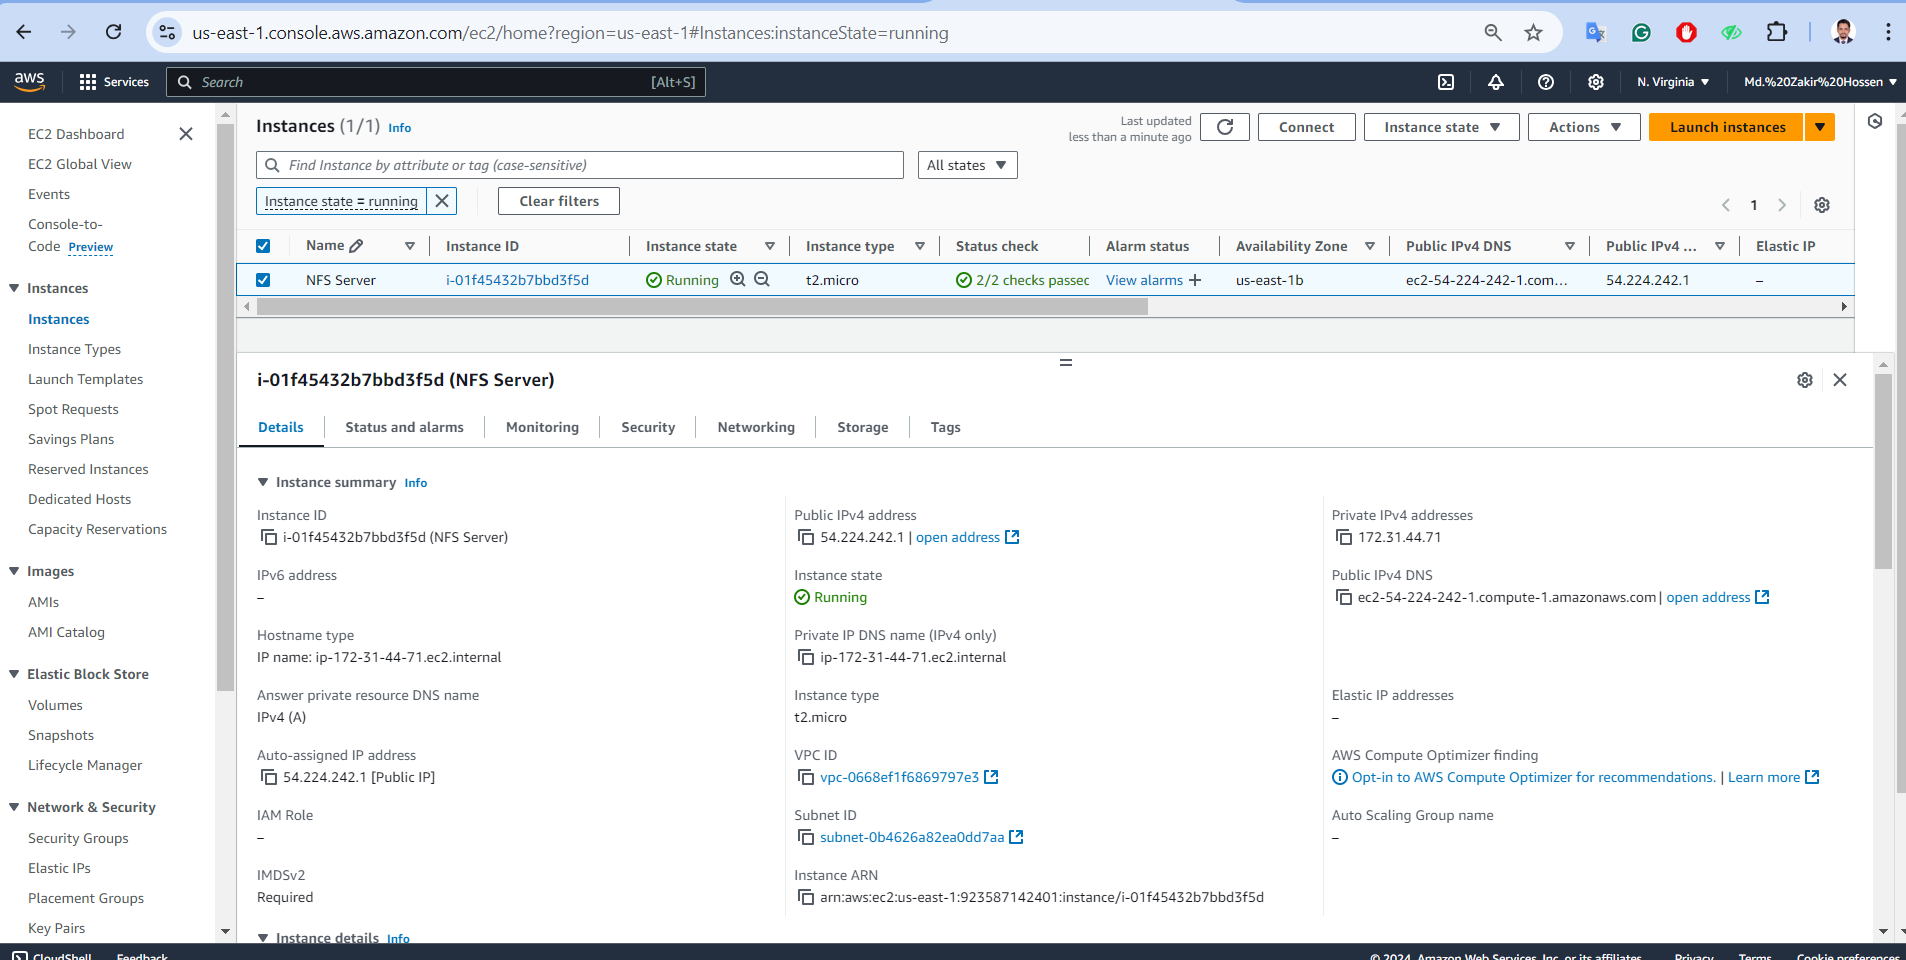 us-east-1.console.aws.amazon.com/ec2/home?region=us-east-1#Instances:instanceState=running
aws
Services
Search
[Alt+S]
N. Virginia
Md.%20Zakir%20Hossen
EC2 Dashboard
EC2 Global View
Events
Console-to-
Code Preview
Instances
Instances
Instance Types
Launch Templates
Spot Requests
Savings Plans
Reserved Instances
Dedicated Hosts
Capacity Reservations
Images
AMIs
AMI Catalog
Elastic Block Store
Volumes
Snapshots
Lifecycle Manager
Network & Security
Security Groups
Elastic IPs
Placement Groups
Key Pairs
Instances (1/1) Info
Last updated
less than a minute ago
Connect
Instance state
Actions
Launch instances
Find Instance by attribute or tag (case-sensitive)
All states
Instance state = running
Clear filters
1
Name Instance ID Instance state Instance type Status check Alarm status Availability Zone Public IPv4 DNS Public IPv4 ... Elastic IP
NFS Server i-01f45432b7bbd3f5d Running t2.micro 2/2 checks passec View alarms us-east-1b ec2-54-224-242-1.com... 54.224.242.1 –
i-01f45432b7bbd3f5d (NFS Server)
Details Status and alarms Monitoring Security Networking Storage Tags
Instance summary Info
Instance ID
i-01f45432b7bbd3f5d (NFS Server)
Public IPv4 address
54.224.242.1 | open address
Private IPv4 addresses
172.31.44.71
IPv6 address
–
Instance state
Running
Public IPv4 DNS
ec2-54-224-242-1.compute-1.amazonaws.com | open address
Hostname type
IP name: ip-172-31-44-71.ec2.internal
Private IP DNS name (IPv4 only)
ip-172-31-44-71.ec2.internal
Answer private resource DNS name
IPv4 (A)
Instance type
t2.micro
Elastic IP addresses
–
Auto-assigned IP address
54.224.242.1 [Public IP]
VPC ID
vpc-0668ef1f6869797e3
AWS Compute Optimizer finding
Opt-in to AWS Compute Optimizer for recommendations. | Learn more
IAM Role
–
Subnet ID
subnet-0b4626a82ea0dd7aa
Auto Scaling Group name
–
IMDSv2
Required
Instance ARN
arn:aws:ec2:us-east-1:923587142401:instance/i-01f45432b7bbd3f5d
Instance details Info
CloudShell Feedback
© 2024, Amazon Web Services, Inc. or its affiliates. Privacy Terms Cookie preferences